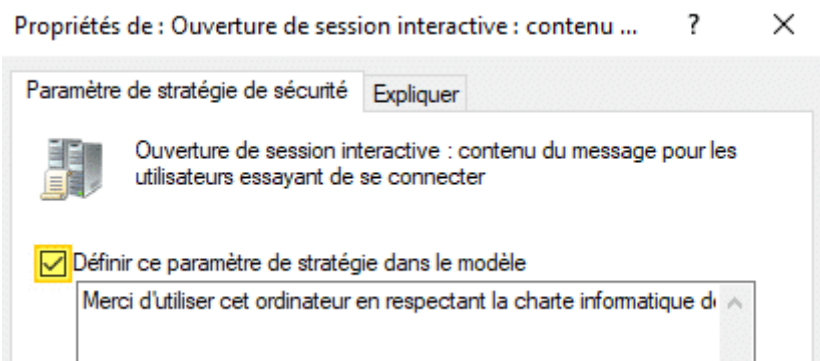 Propriétés de : Ouverture de session interactive : contenu ... ? ×
Paramètre de stratégie de sécurité Expliquer
Ouverture de session interactive : contenu du message pour les
utilisateurs essayant de se connecter
Définir ce paramètre de stratégie dans le modèle
Merci d'utiliser cet ordinateur en respectant la charte informatique